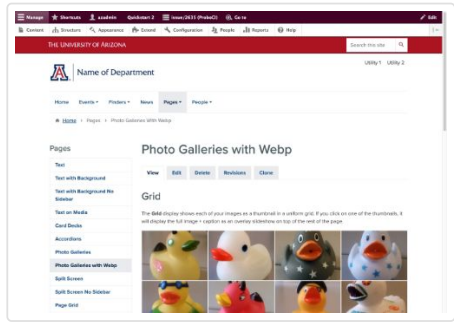 Manage Shortcuts azadmin Quickstart 2 issue/2635 (ProboCI) Go to Edit
Content Structure Appearance Extend Configuration People Reports Help
THE UNIVERSITY OF ARIZONA
Search this site
Utility 1 Utility 2
A. Name of Department
Home Events Finders News Pages People
Home Pages Photo Galleries With Webp
Pages
Text
Text with Background
Text with Background No
Sidebar
Text on Media
Card Decks
Accordions
Photo Galleries
Photo Galleries with Webp
Split Screen
Split Screen No Sidebar
Page Grid
Photo Galleries with Webp
View Edit Delete Revisions Clone
Grid
The Grid display shows each of your images as a thumbnail in a uniform grid. If you click on one of the thumbnails, it
will display the full image + caption as an overlay slideshow on top of the rest of the page